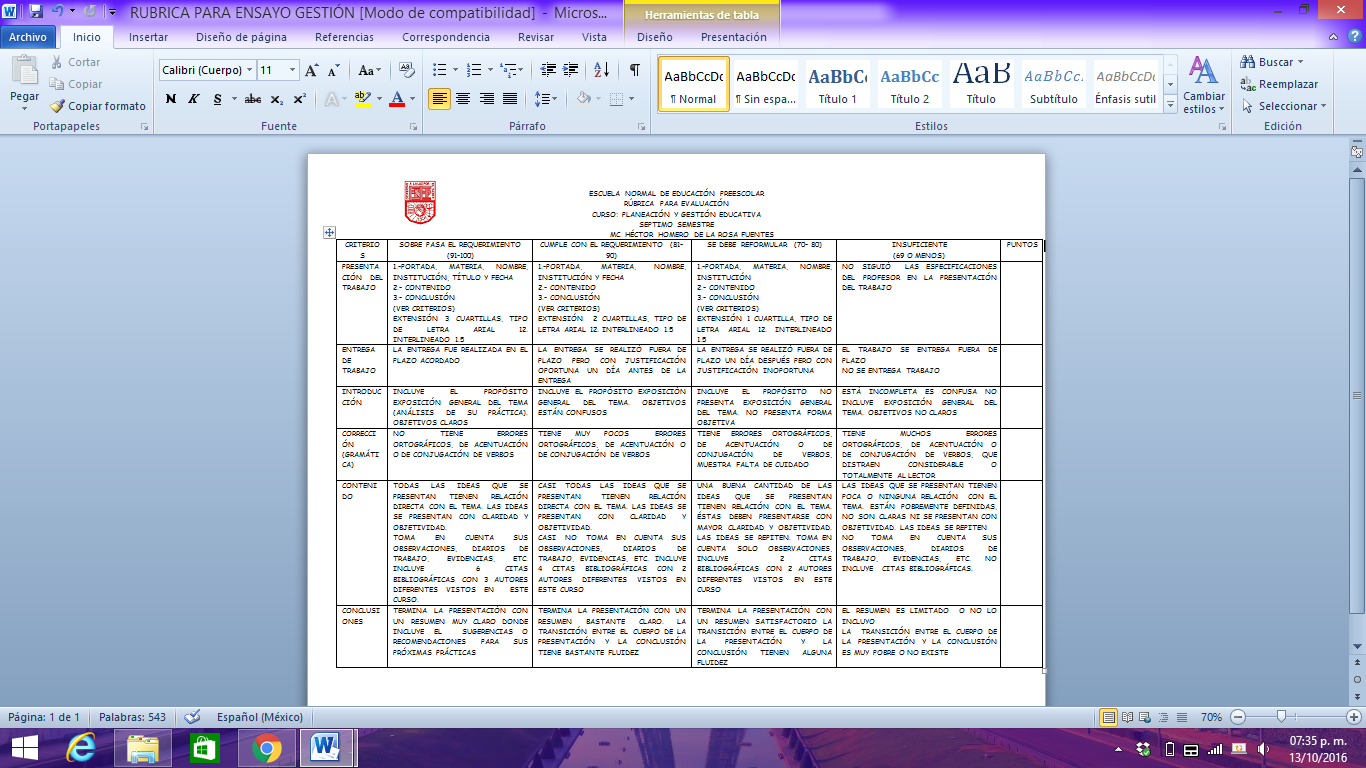 RUBRICA PARA ENSAYO GESTIÓN [Modo de compatibilidad] - Micros...
Herramientas de tabla
Archivo
Inicio
Insertar
Diseño de página
Referencias
Correspondencia
Revisar
Vista
Diseño
Presentación
Pegar
Cortar
Copiar
Copiar formato
Portapapeles
Calibri (Cuerpo)
11
Fuente
Párrafo
AaBbCcDc
¶ Normal
AaBbCcDc
¶ Sin espa...
AaBbC
Título 1
AaBbCc
Título 2
AaB
Título
AaBbCc.
Subtítulo
AaBbCcDc
Énfasis sutil
Estilos
Cambiar
estilos
Buscar
Reemplazar
Seleccionar
Edición
ESCUELA NORMAL DE EDUCACIÓN PREESCOLAR
RÚBRICA PARA EVALUACIÓN
CURSO: PLANEACIÓN Y GESTIÓN EDUCATIVA
SEPTIMO SEMESTRE
MC. HÉCTOR HOMERO DE LA ROSA FUENTES
CRITERIO
S
SOBRE PASA EL REQUERIMIENTO
(91-100)
CUMPLE CON EL REQUERIMIENTO (81-
90)
SE DEBE REFORMULAR (70- 80)
INSUFICIENTE
(69 O MENOS)
PUNTOS
PRESENTA
CIÓN DEL
TRABAJO
1.-PORTADA, MATERIA, NOMBRE,
INSTITUCIÓN, TÍTULO Y FECHA
2.- CONTENIDO
3.- CONCLUSIÓN
(VER CRITERIOS)
EXTENSIÓN 3 CUARTILLAS, TIPO
DE LETRA ARIAL 12.
INTERLINEADO 1.5
1.-PORTADA, MATERIA, NOMBRE,
INSTITUCIÓN Y FECHA
2.- CONTENIDO
3.- CONCLUSIÓN
(VER CRITERIOS)
EXTENSIÓN 2 CUARTILLAS, TIPO DE
LETRA ARIAL 12. INTERLINEADO 1.5
1.-PORTADA, MATERIA, NOMBRE,
INSTITUCIÓN
2.- CONTENIDO
3.- CONCLUSIÓN
(VER CRITERIOS)
EXTENSIÓN 1 CUARTILLA, TIPO DE
LETRA ARIAL 12. INTERLINEADO
1.5
NO SIGUIÓ LAS ESPECIFICACIONES
DEL PROFESOR EN LA PRESENTACIÓN
DEL TRABAJO
ENTREGA
DE
TRABAJO
LA ENTREGA FUE REALIZADA EN EL
PLAZO ACORDADO
LA ENTREGA SE REALIZÓ FUERA DE
PLAZO PERO CON JUSTIFICACIÓN
OPORTUNA UN DÍA ANTES DE LA
ENTREGA
LA ENTREGA SE REALIZÓ FUERA DE
PLAZO UN DÍA DESPUÉS PERO CON
JUSTIFICACIÓN INOPORTUNA
EL TRABAJO SE ENTREGA FUERA DE
PLAZO
NO SE ENTREGA TRABAJO
INTRODUC
CIÓN
INCLUYE EL PROPÓSITO
EXPOSICIÓN GENERAL DEL TEMA
(ANÁLISIS DE SU PRÁCTICA).
OBJETIVOS CLAROS
INCLUYE EL PROPÓSITO EXPOSICIÓN
GENERAL DEL TEMA. OBJETIVOS
ESTÁN CONFUSOS
INCLUYE EL PROPÓSITO NO
PRESENTA EXPOSICIÓN GENERAL
DEL TEMA. NO PRESENTA FORMA
OBJETIVA
ESTÁ INCOMPLETA ES CONFUSA NO
INCLUYE EXPOSICIÓN GENERAL DEL
TEMA. OBJETIVOS NO CLAROS
CORRECCI
ÓN
(GRAMÁTI
CA)
NO TIENE ERRORES
ORTOGRÁFICOS, DE ACENTUACIÓN
O DE CONJUGACIÓN DE VERBOS
TIENE MUY POCOS ERRORES
ORTOGRÁFICOS, DE ACENTUACIÓN O
DE CONJUGACIÓN DE VERBOS
TIENE ERRORES ORTOGRÁFICOS,
DE ACENTUACIÓN O DE
CONJUGACIÓN DE VERBOS,
MUESTRA FALTA DE CUIDADO
TIENE MUCHOS ERRORES
ORTOGRÁFICOS, DE ACENTUACIÓN O
DE CONJUGACIÓN DE VERBOS, QUE
DISTRAEN CONSIDERABLE O
TOTALMENTE AL LECTOR
CONTENI
DO
TODAS LAS IDEAS QUE SE
PRESENTAN TIENEN RELACIÓN
DIRECTA CON EL TEMA. LAS IDEAS
SE PRESENTAN CON CLARIDAD Y
OBJETIVIDAD.
TOMA EN CUENTA SUS
OBSERVACIONES, DIARIOS DE
TRABAJO, EVIDENCIAS, ETC.
INCLUYE 6 CITAS
BIBLIOGRÁFICAS CON 3 AUTORES
DIFERENTES VISTOS EN ESTE
CURSO.
CASI TODAS LAS IDEAS QUE SE
PRESENTAN TIENEN RELACIÓN
DIRECTA CON EL TEMA. LAS IDEAS SE
PRESENTAN CON CLARIDAD Y
OBJETIVIDAD.
CASI NO TOMA EN CUENTA SUS
OBSERVACIONES, DIARIOS DE
TRABAJO, EVIDENCIAS, ETC. INCLUYE
4 CITAS BIBLIOGRÁFICAS CON 2
AUTORES DIFERENTES VISTOS EN
ESTE CURSO
UNA BUENA CANTIDAD DE LAS
IDEAS QUE SE PRESENTAN
TIENEN RELACIÓN CON EL TEMA.
ÉSTAS DEBEN PRESENTARSE CON
MAYOR CLARIDAD Y OBJETIVIDAD.
LAS IDEAS SE REPITEN. TOMA EN
CUENTA SOLO OBSERVACIONES,
INCLUYE 2 CITAS
BIBLIOGRÁFICAS CON 2 AUTORES
DIFERENTES VISTOS EN ESTE
CURSO
LAS IDEAS QUE SE PRESENTAN TIENEN
POCA O NINGUNA RELACIÓN CON EL
TEMA. ESTÁN POBREMENTE DEFINIDAS,
NO SON CLARAS NI SE PRESENTAN CON
OBJETIVIDAD. LAS IDEAS SE REPITEN
NO TOMA EN CUENTA SUS
OBSERVACIONES, DIARIOS DE
TRABAJO, EVIDENCIAS, ETC. NO
INCLUYE CITAS BIBLIOGRÁFICAS.
CONCLUSI
ONES
TERMINA LA PRESENTACIÓN CON
UN RESUMEN MUY CLARO DONDE
INCLUYE EL SUGERENCIAS O
RECOMENDACIONES PARA SUS
PRÓXIMAS PRÁCTICAS
TERMINA LA PRESENTACIÓN CON UN
RESUMEN BASTANTE CLARO. LA
TRANSICIÓN ENTRE EL CUERPO DE LA
PRESENTACIÓN Y LA CONCLUSIÓN
TIENE BASTANTE FLUIDEZ
TERMINA LA PRESENTACIÓN CON
UN RESUMEN SATISFACTORIO LA
TRANSICIÓN ENTRE EL CUERPO DE
LA PRESENTACIÓN Y LA
CONCLUSIÓN TIENEN ALGUNA
FLUIDEZ
EL RESUMEN ES LIMITADO O NO LO
INCLUYO
LA TRANSICIÓN ENTRE EL CUERPO DE
LA PRESENTACIÓN Y LA CONCLUSIÓN
ES MUY POBRE O NO EXISTE
Página: 1 de 1
Palabras: 543
Español (México)
70%
07:35 p. m.
13/10/2016